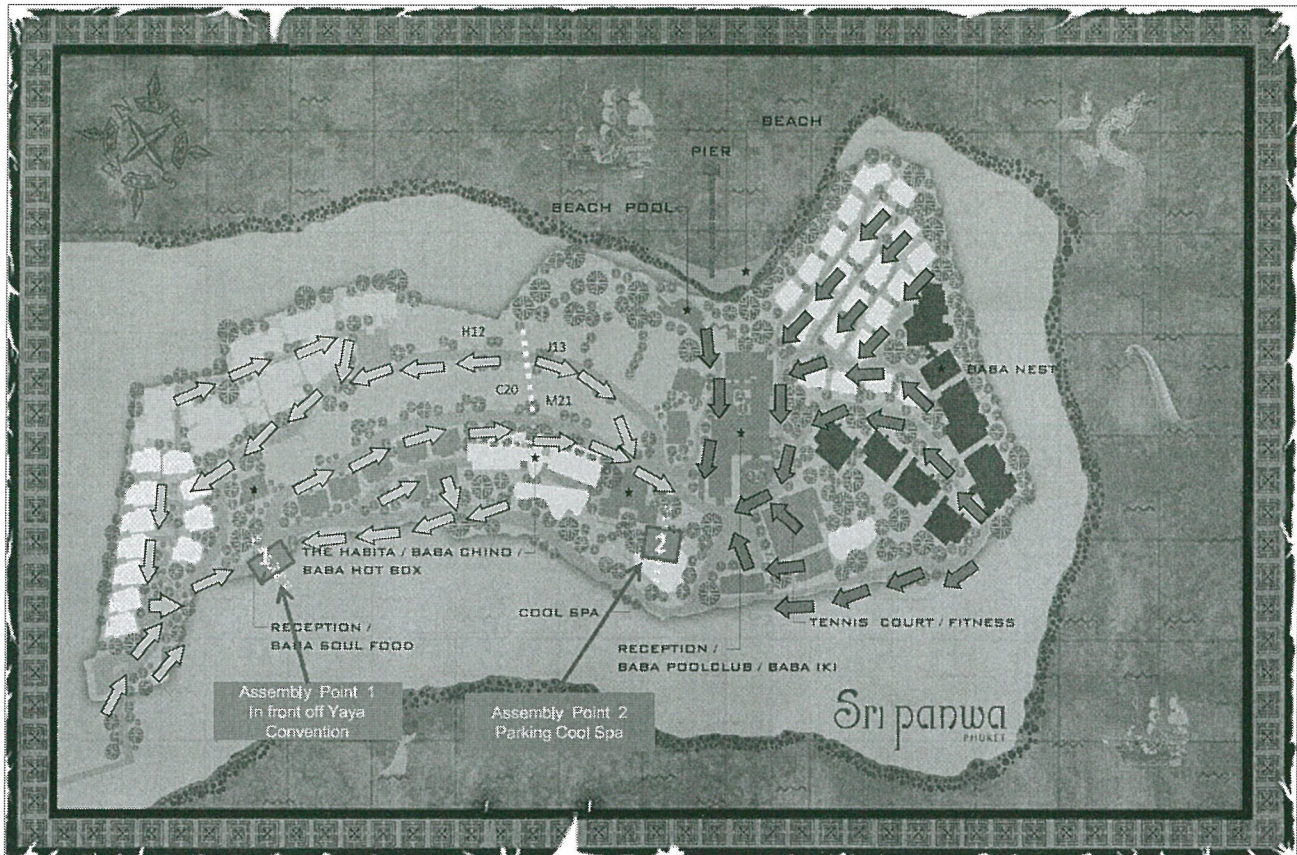 BEACH
PIER
BEACH POOL
H12
J13
C20
M21
BABA NEST
1
2
THE HABITA / BABA CHINO /
BABA HOT BOX
COOL SPA
TENNIS COURT / FITNESS
RECEPTION /
BABA SOUL FOOD
RECEPTION /
BABA POOLCLUB / BABA IKI
Assembly Point 1
In front off Yaya
Convention
Assembly Point 2
Parking Cool Spa
Sri panwa
PHUKET